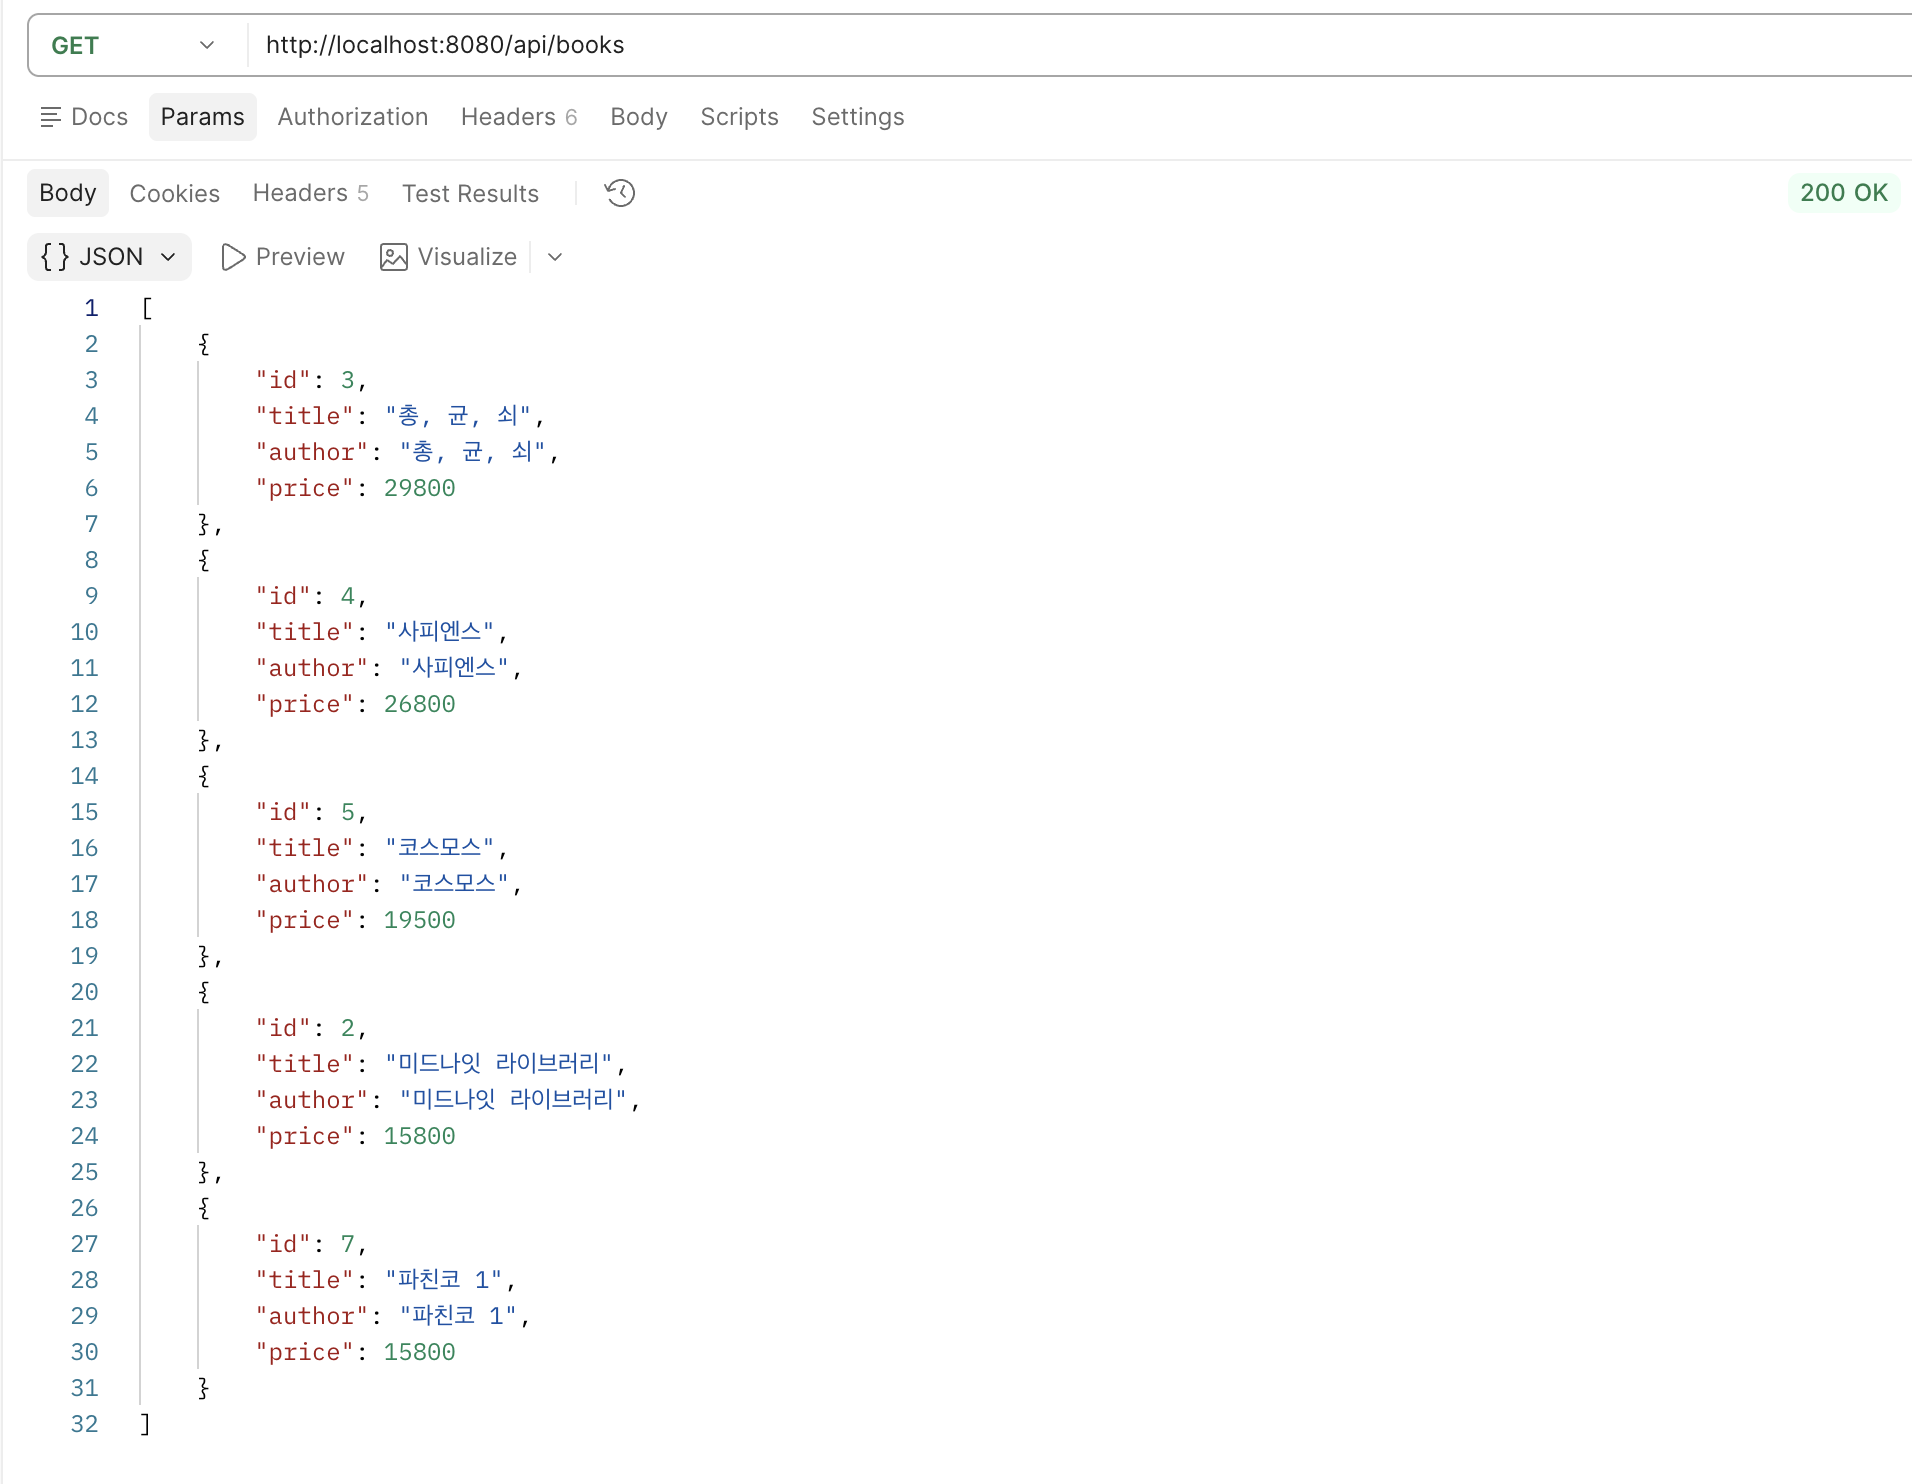 GET http://localhost:8080/api/books
Docs Params Authorization Headers 6 Body Scripts Settings
Body Cookies Headers 5 Test Results 200 OK
{ } JSON Preview Visualize
1 [
2 {
3 "id": 3,
4 "title": "총, 균, 쇠",
5 "author": "총, 균, 쇠",
6 "price": 29800
7 },
8 {
9 "id": 4,
10 "title": "사피엔스",
11 "author": "사피엔스",
12 "price": 26800
13 },
14 {
15 "id": 5,
16 "title": "코스모스",
17 "author": "코스모스",
18 "price": 19500
19 },
20 {
21 "id": 2,
22 "title": "미드나잇 라이브러리",
23 "author": "미드나잇 라이브러리",
24 "price": 15800
25 },
26 {
27 "id": 7,
28 "title": "파친코 1",
29 "author": "파친코 1",
30 "price": 15800
31 }
32 ]